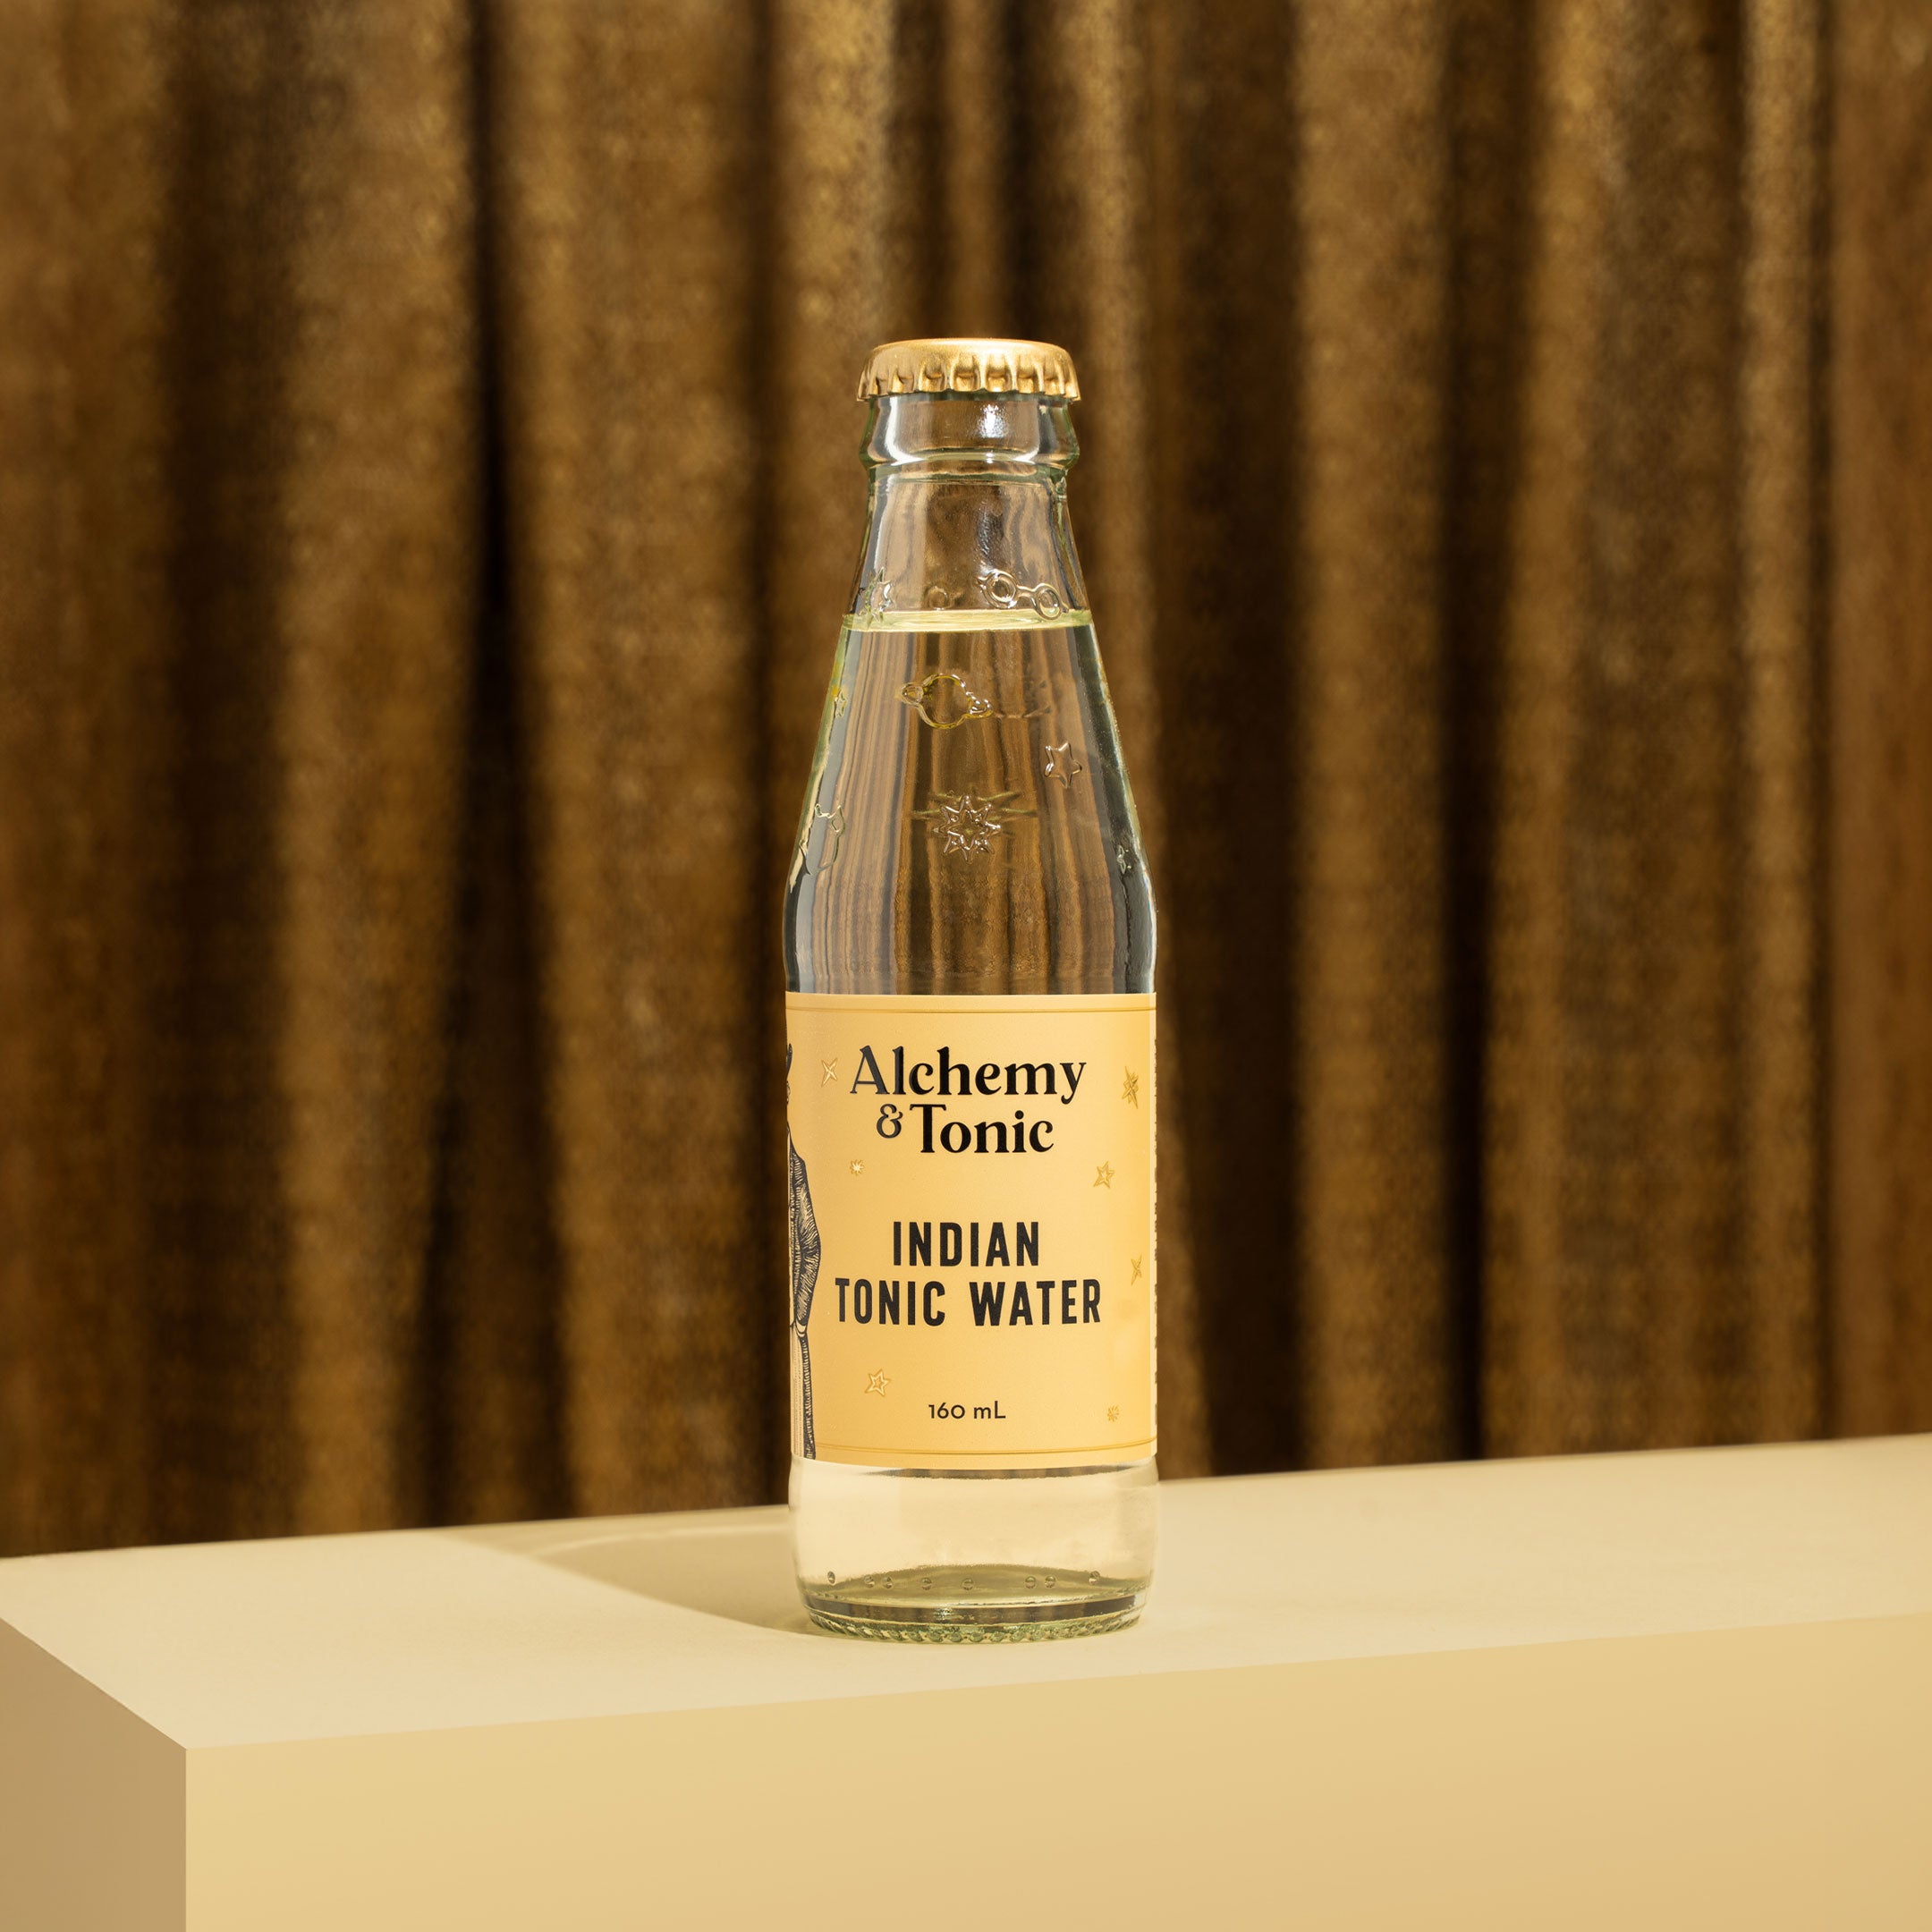 Alchemy
& Tonic
INDIAN
TONIC WATER
160 mL